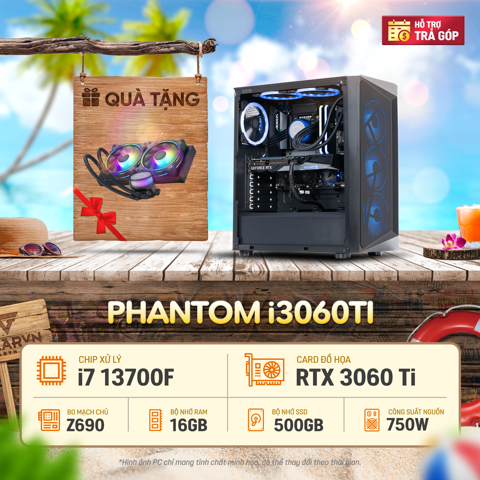 HỖ TRỢ
TRẢ GÓP
QUÀ TẶNG
GEFORCE RTX
PHANTOM i3060TI
CHIP XỬ LÝ
i7 13700F
CARD ĐỒ HỌA
RTX 3060 Ti
BO MẠCH CHỦ
Z690
BỘ NHỚ RAM
16GB
BỘ NHỚ SSD
500GB
CÔNG SUẤT NGUỒN
750W
*Hình ảnh PC chỉ mang tính chất minh họa, có thể thay đổi theo thời gian.